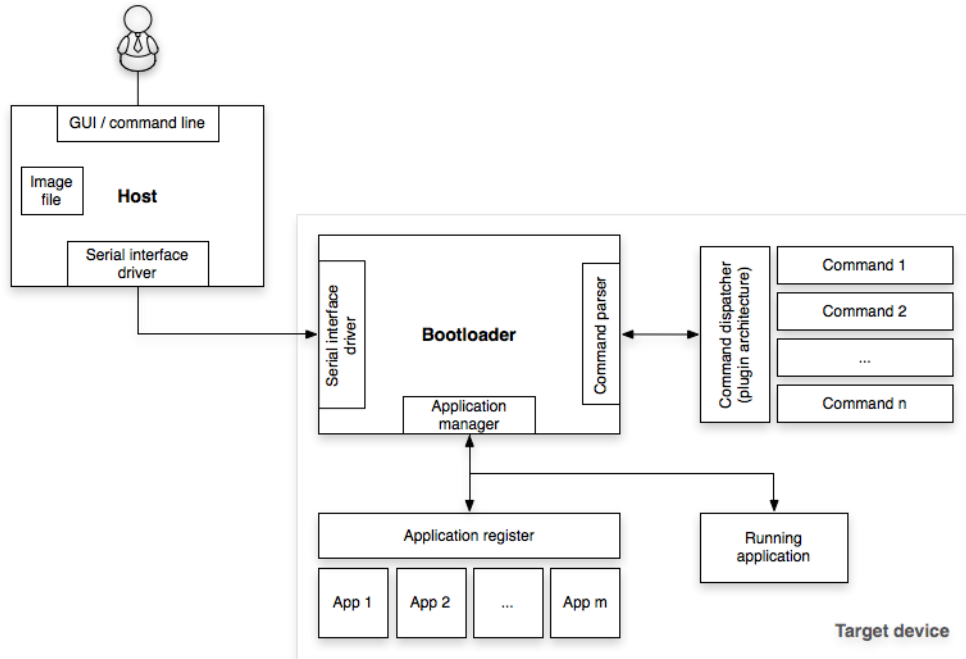 GUI / command line
Image
file
Host
Serial interface
driver
Serial interface
driver
Bootloader
Command parser
Application
manager
Command dispatcher
(plugin architecture)
Command 1
Command 2
...
Command n
Application register
App 1
App 2
...
App m
Running
application
Target device